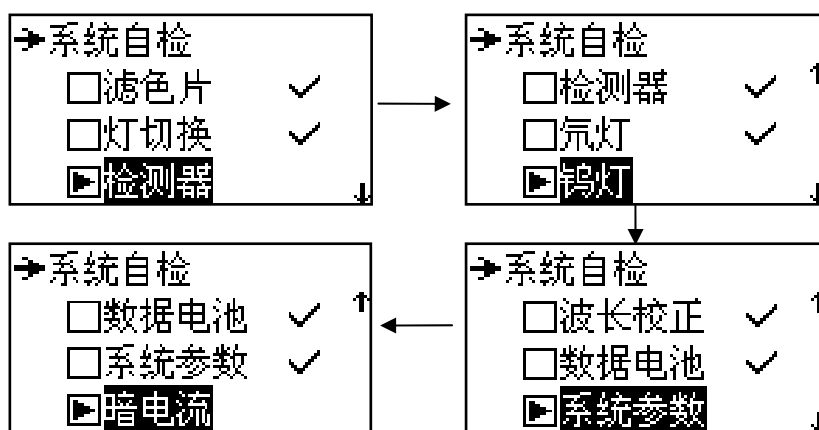 系统自检
滤色片
灯切换
检测器
系统自检
检测器
氘灯
钨灯
系统自检
波长校正
数据电池
系统参数
系统自检
数据电池
系统参数
暗电流